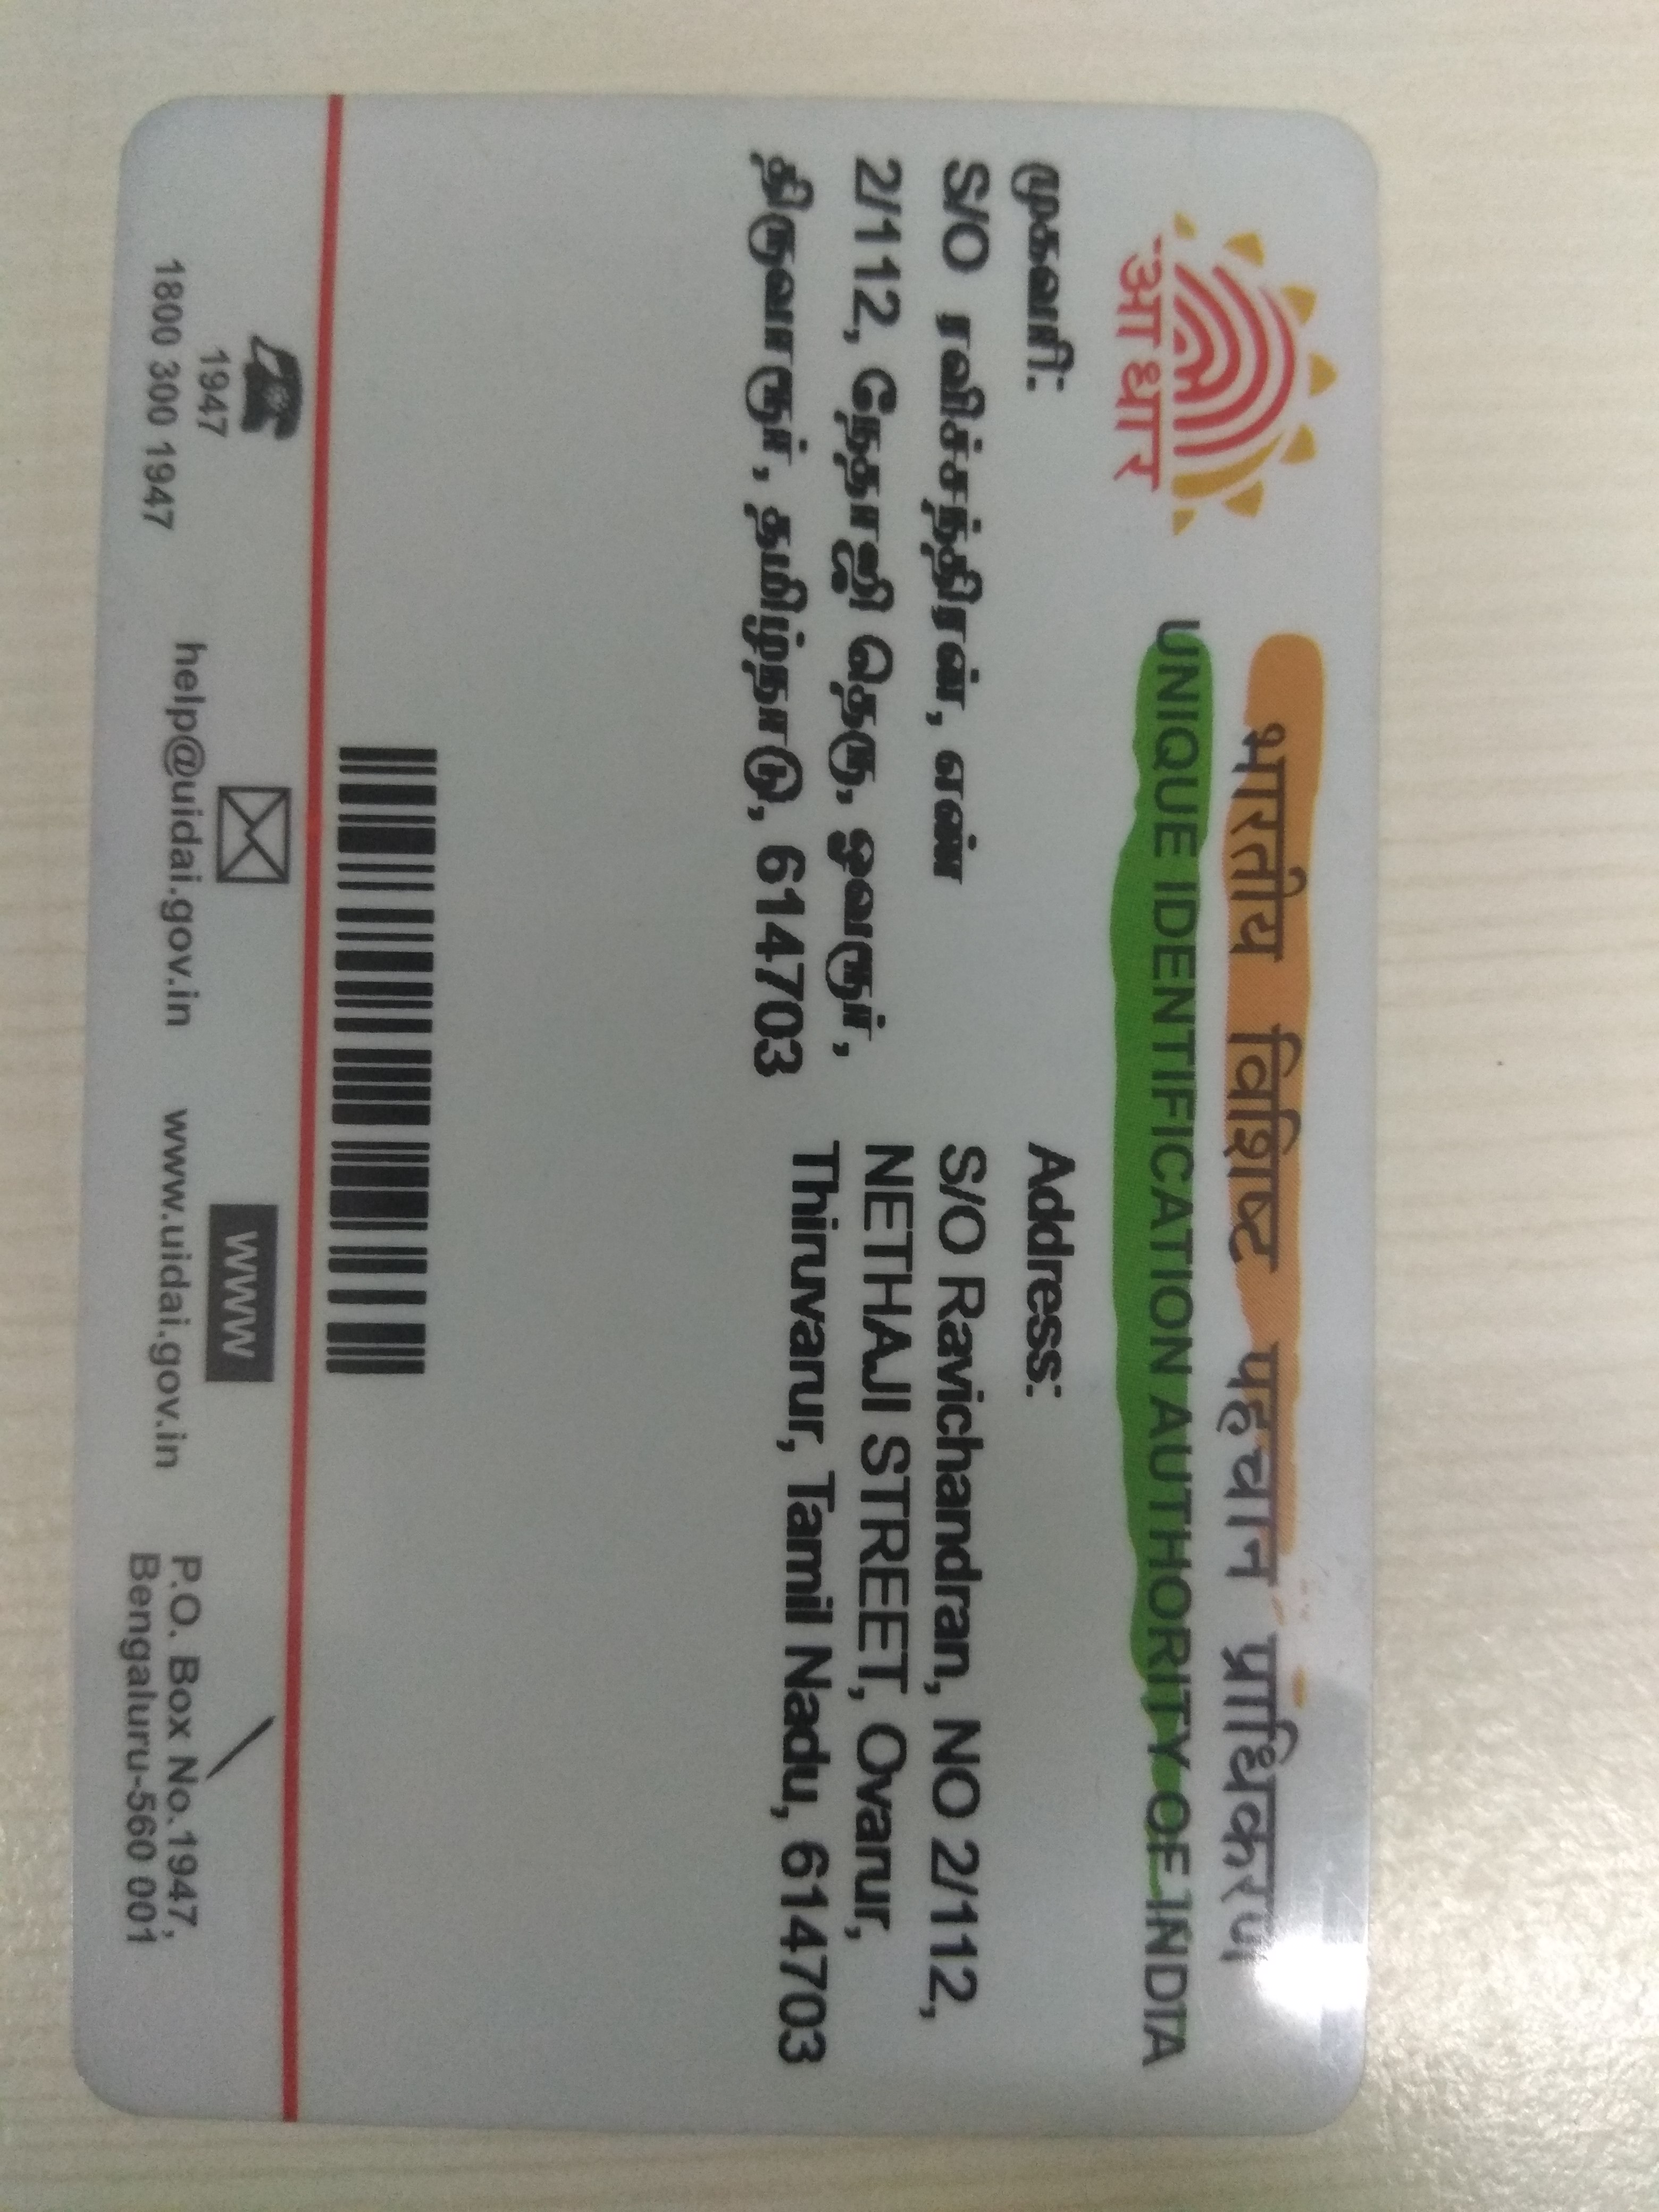 भारतीय विशिष्ट पहचान प्राधिकरण
UNIQUE IDENTIFICATION AUTHORITY OF INDIA
आधार
முகவரி:
S/O ரவிச்சந்திரன், எண்
2/112, நேதாஜி தெரு, ஓவரூர்,
திருவாரூர், தமிழ்நாடு, 614703
Address:
S/O Ravichandran, NO 2/112,
NETHAJI STREET, Ovarur,
Thiruvarur, Tamil Nadu, 614703
1947
1800 300 1947
help@uidai.gov.in
www
www.uidai.gov.in
P.O. Box No.1947,
Bengaluru-560 001